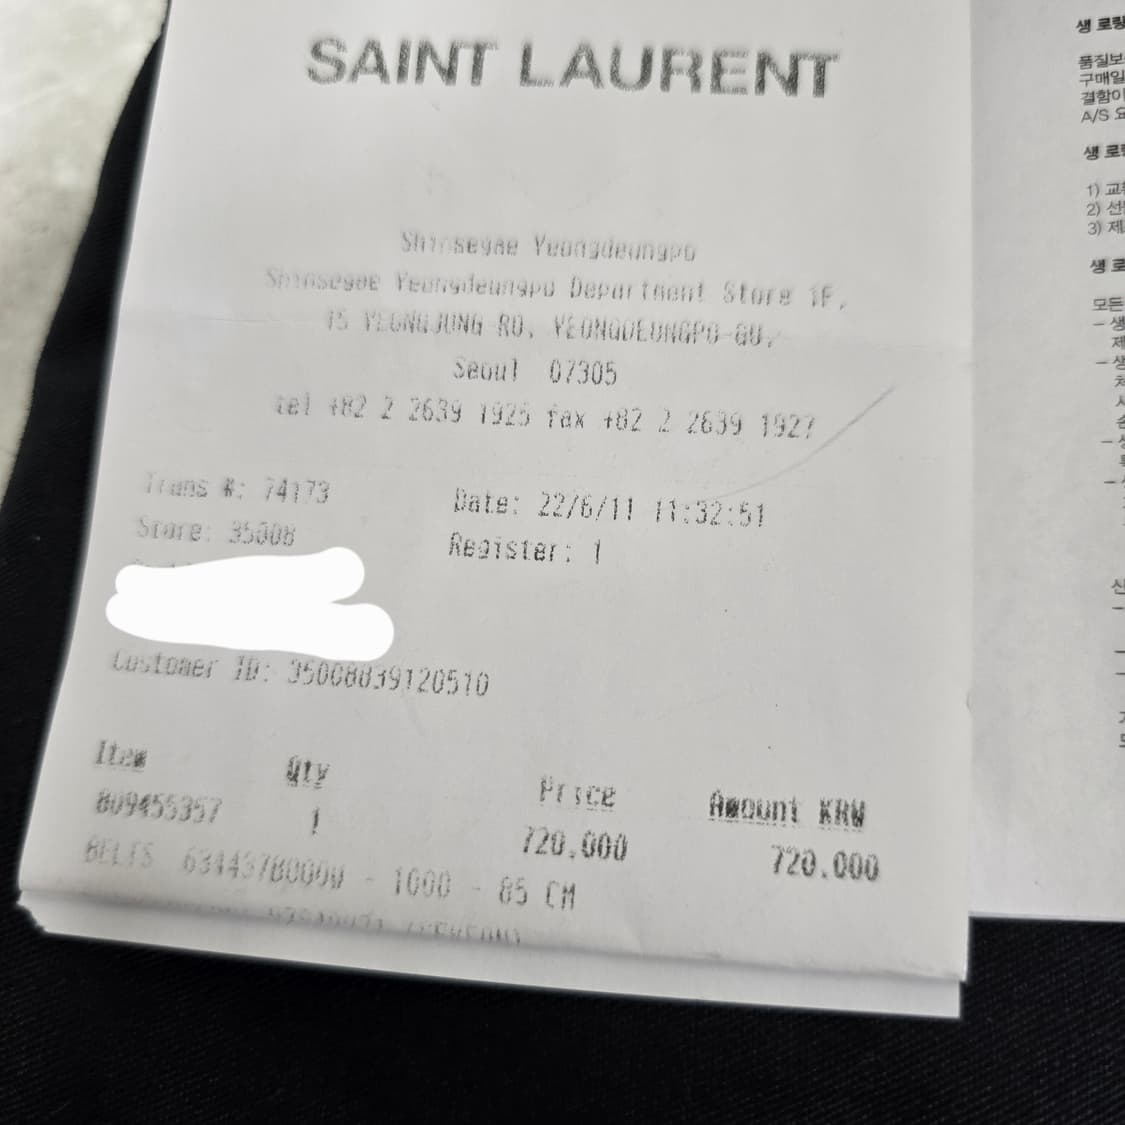 SAINT LAURENT
Shinsegae Yeongdeungpo
Shinsegae Yeongdeungpo Department Store 1F,
15 YEONGJUNG-RO, YEONGDEUNGPO-GU,
Seoul 07305
tel +82 2 2639 1925 fax +82 2 2639 1927
Trans #: 74173 Date: 22/6/11 11:32:51
Store: 35008 Register: 1
Customer ID: 35008039120510
Item Qty Price Amount KRW
809455357 1 720.000 720.000
BELTS 634437B0000 - 1000 - 85 CM
생 로랑
품질보
구매일
결함이
A/S 요
생 로랑
1) 교
2) 선
3) 제
생 로
모든
– 생
제
– 생